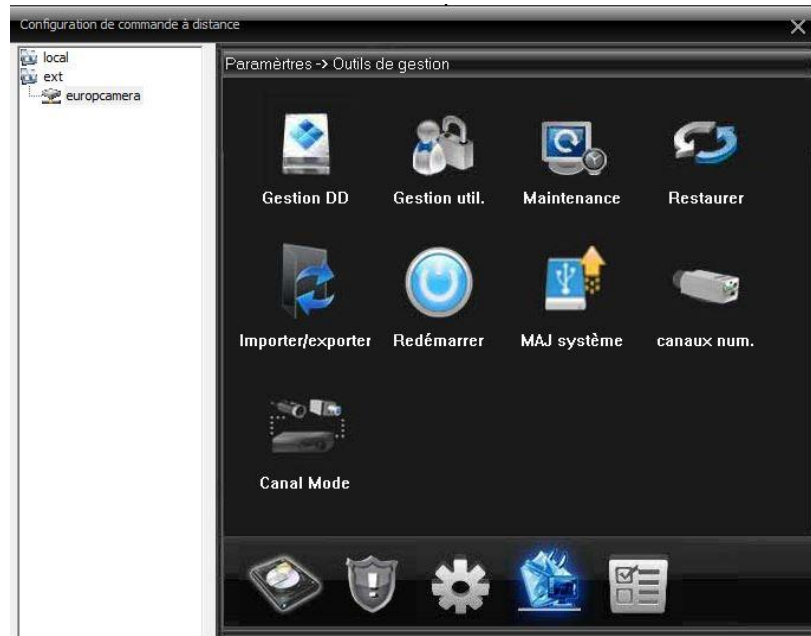 Configuration de commande à distance
local
ext
europcamera
Paramèrtres -> Outils de gestion
Gestion DD Gestion util. Maintenance Restaurer
Importer/exporter Redémarrer MAJ système canaux num.
Canal Mode